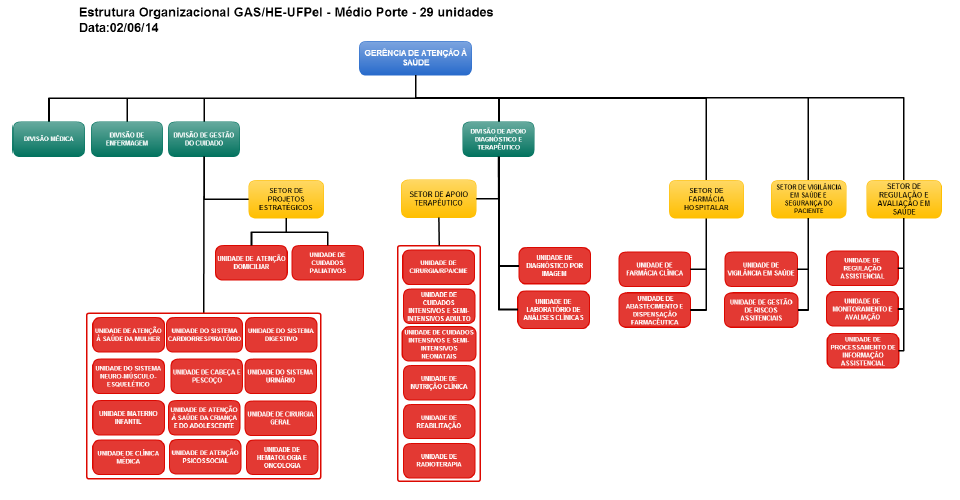 Estrutura Organizacional GAS/HE-UFPel - Médio Porte - 29 unidades
Data:02/06/14
GERÊNCIA DE ATENÇÃO À
SAÚDE
DIVISÃO MÉDICA
DIVISÃO DE
ENFERMAGEM
DIVISÃO DE GESTÃO
DO CUIDADO
DIVISÃO DE APOIO
DIAGNÓSTICO E
TERAPÊUTICO
SETOR DE
PROJETOS
ESTRATÉGICOS
SETOR DE APOIO
TERAPÊUTICO
SETOR DE
FARMÁCIA
HOSPITALAR
SETOR DE VIGILÂNCIA
EM SAÚDE E
SEGURANÇA DO
PACIENTE
SETOR DE
REGULAÇÃO E
AVALIAÇÃO EM
SAÚDE
UNIDADE DE ATENÇÃO
DOMICILIAR
UNIDADE DE
CUIDADOS
PALIATIVOS
UNIDADE DE
CIRURGIA/RPA/CME
UNIDADE DE
CUIDADOS
INTENSIVOS E SEMI-
INTENSIVOS ADULTO
UNIDADE DE CUIDADOS
INTENSIVOS E SEMI-
INTENSIVOS
NEONATAIS
UNIDADE DE
NUTRIÇÃO CLÍNICA
UNIDADE DE
REABILITAÇÃO
UNIDADE DE
RADIOTERAPIA
UNIDADE DE
DIAGNÓSTICO POR
IMAGEM
UNIDADE DE
LABORATÓRIO DE
ANÁLISES CLÍNICAS
UNIDADE DE
FARMÁCIA CLÍNICA
UNIDADE DE
ABASTECIMENTO E
DISPENSAÇÃO
FARMACÊUTICA
UNIDADE DE
VIGILÂNCIA EM SAÚDE
UNIDADE DE GESTÃO
DE RISCOS
ASSISTENCIAIS
UNIDADE DE
REGULAÇÃO
ASSISTENCIAL
UNIDADE DE
MONITORAMENTO E
AVALIAÇÃO
UNIDADE DE
PROCESSAMENTO DE
INFORMAÇÃO
ASSISTENCIAL
UNIDADE DE ATENÇÃO
À SAÚDE DA MULHER
UNIDADE DO SISTEMA
CARDIORRESPIRATÓRIO
UNIDADE DO SISTEMA
DIGESTIVO
UNIDADE DO SISTEMA
NEURO-MÚSCULO-
ESQUELÉTICO
UNIDADE DE CABEÇA E
PESCOÇO
UNIDADE DO SISTEMA
URINÁRIO
UNIDADE MATERNO
INFANTIL
UNIDADE DE ATENÇÃO
À SAÚDE DA CRIANÇA
E DO ADOLESCENTE
UNIDADE DE CIRURGIA
GERAL
UNIDADE DE CLÍNICA
MEDICA
UNIDADE DE ATENÇÃO
PSICOSSOCIAL
UNIDADE DE
HEMATOLOGIA E
ONCOLOGIA